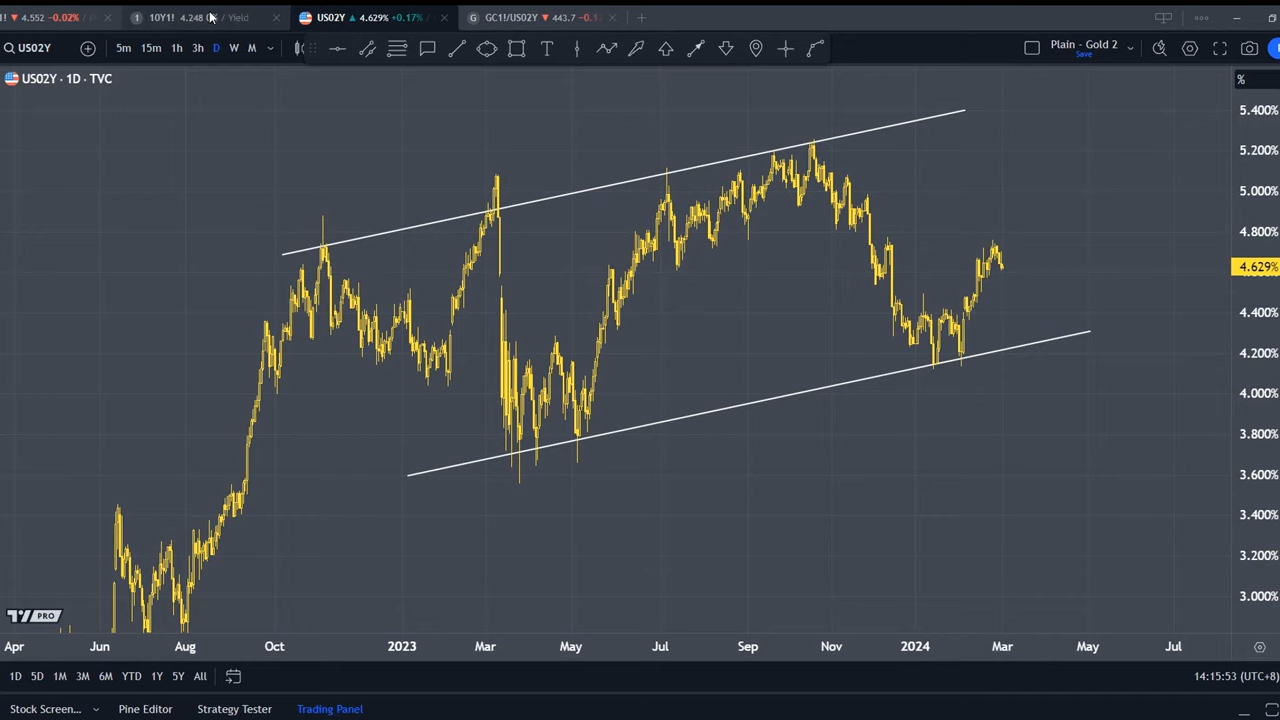 ! ▼ 4.552 −0.02%
1 10Y1! 4.248 Yield
US02Y ▲ 4.629% +0.17%
G GC1!/US02Y ▼ 443.7
US02Y
5m 15m 1h 3h D W M
Plain - Gold 2
Save
US02Y · 1D · TVC
%
5.400%
5.200%
5.000%
4.800%
4.629%
4.400%
4.200%
4.000%
3.800%
3.600%
3.400%
3.200%
3.000%
PRO
Apr Jun Aug Oct 2023 Mar May Jul Sep Nov 2024 Mar May Jul
1D 5D 1M 3M 6M YTD 1Y 5Y All
14:15:53 (UTC+8)
Stock Screen... Pine Editor Strategy Tester Trading Panel